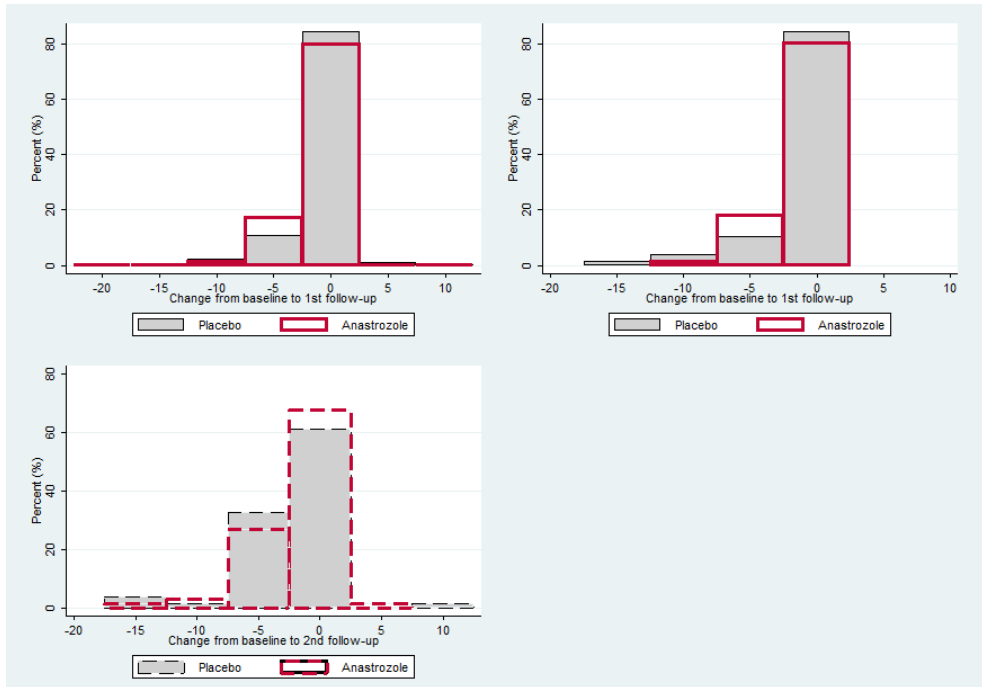 Percent (%)
80
60
40
20
0
-20 -15 -10 -5 0 5 10
Change from baseline to 1st follow-up
Placebo Anastrozole
Percent (%)
80
60
40
20
0
-20 -15 -10 -5 0 5 10
Change from baseline to 1st follow-up
Placebo Anastrozole
Percent (%)
80
60
40
20
0
-20 -15 -10 -5 0 5 10
Change from baseline to 2nd follow-up
Placebo Anastrozole